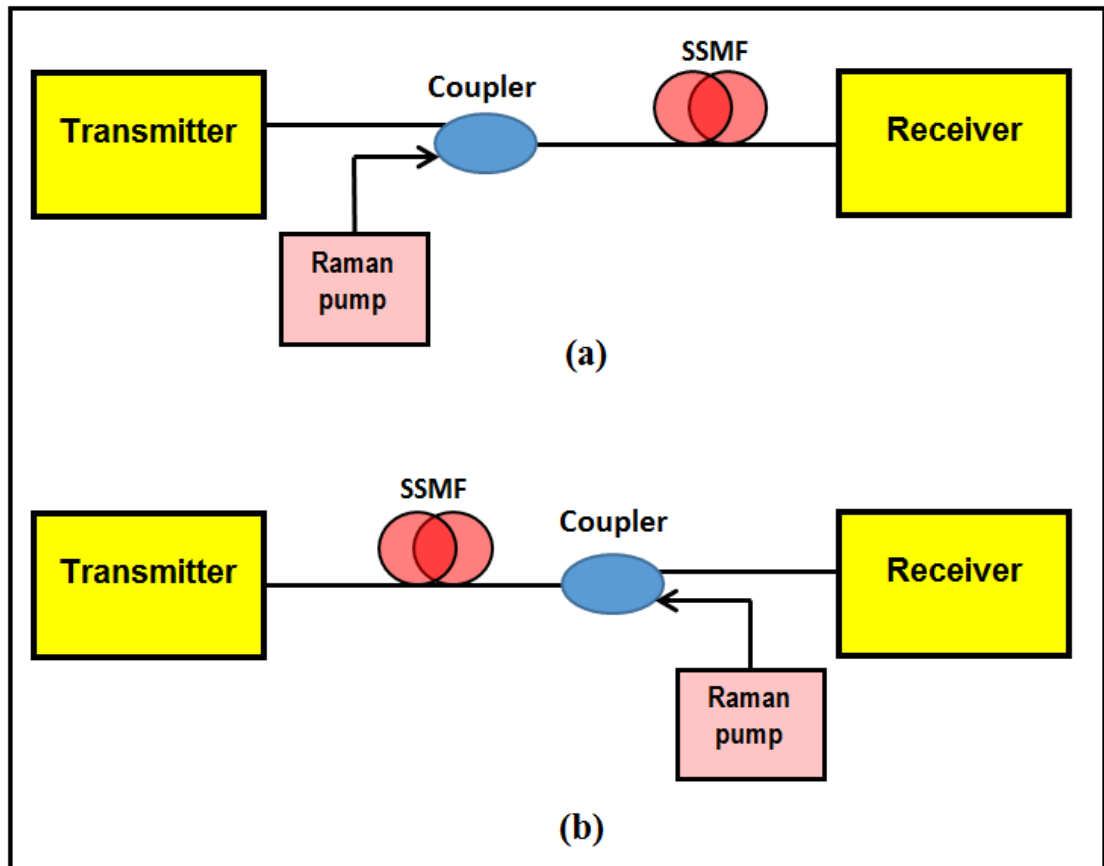 SSMF
Coupler
Transmitter
Receiver
Raman
pump
(a)
SSMF
Coupler
Transmitter
Receiver
Raman
pump
(b)